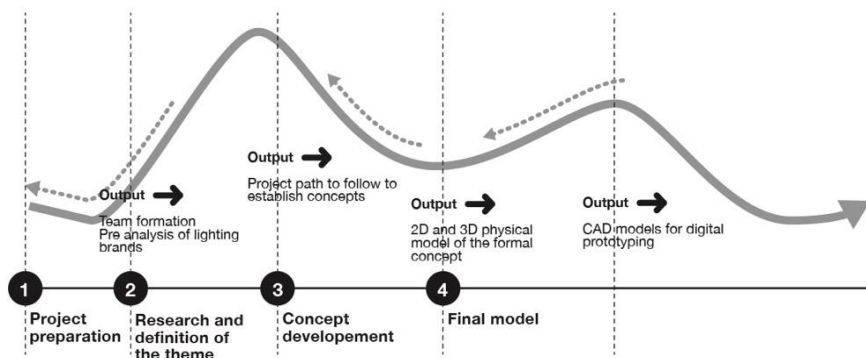 Output
Team formation
Pre analysis of lighting
brands
Output
Project path to follow to
establish concepts
Output
2D and 3D physical
model of the formal
concept
Output
CAD models for digital
prototyping
1
2
3
4
Project
preparation
Research and
definition of
the theme
Concept
developement
Final model